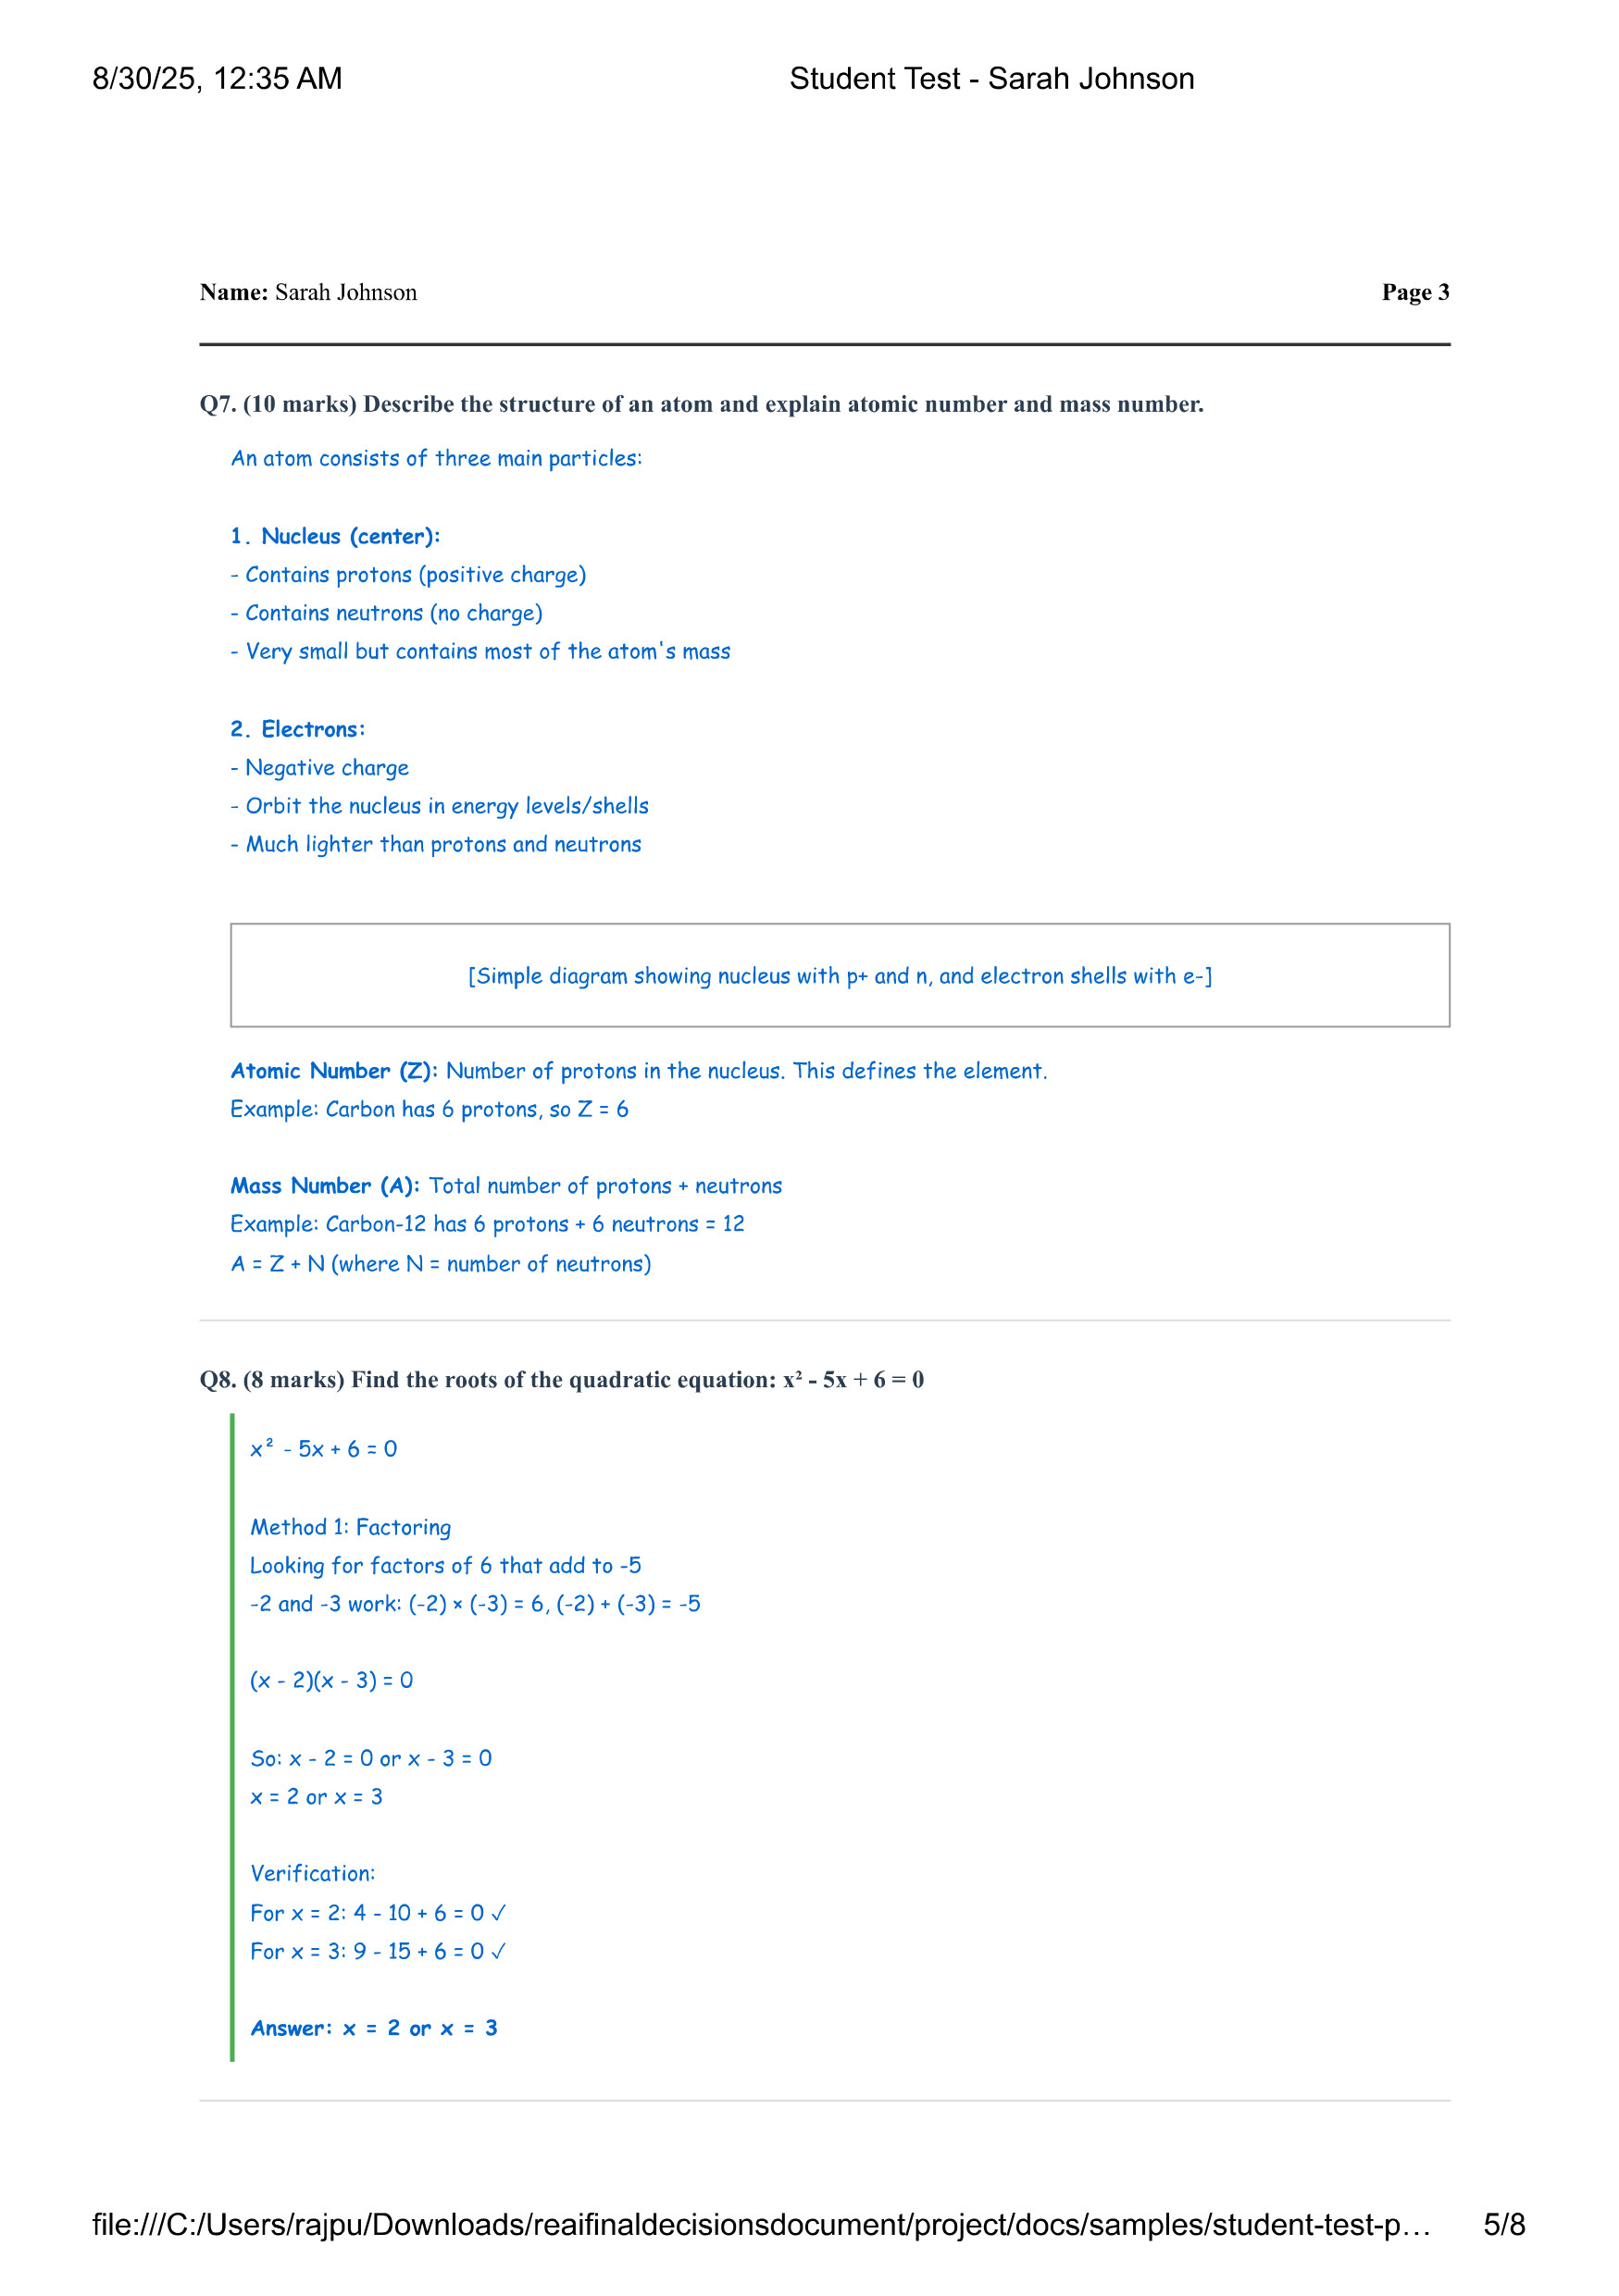 8/30/25, 12:35 AM Student Test - Sarah Johnson
Name: Sarah Johnson Page 3
Q7. (10 marks) Describe the structure of an atom and explain atomic number and mass number.
An atom consists of three main particles:
1. Nucleus (center):
- Contains protons (positive charge)
- Contains neutrons (no charge)
- Very small but contains most of the atom's mass
2. Electrons:
- Negative charge
- Orbit the nucleus in energy levels/shells
- Much lighter than protons and neutrons
[Simple diagram showing nucleus with p+ and n, and electron shells with e-]
Atomic Number (Z): Number of protons in the nucleus. This defines the element.
Example: Carbon has 6 protons, so Z = 6
Mass Number (A): Total number of protons + neutrons
Example: Carbon-12 has 6 protons + 6 neutrons = 12
A = Z + N (where N = number of neutrons)
Q8. (8 marks) Find the roots of the quadratic equation: x² - 5x + 6 = 0
x² - 5x + 6 = 0
Method 1: Factoring
Looking for factors of 6 that add to -5
-2 and -3 work: (-2) × (-3) = 6, (-2) + (-3) = -5
(x - 2)(x - 3) = 0
So: x - 2 = 0 or x - 3 = 0
x = 2 or x = 3
Verification:
For x = 2: 4 - 10 + 6 = 0 ✓
For x = 3: 9 - 15 + 6 = 0 ✓
Answer: x = 2 or x = 3
file:///C:/Users/rajpu/Downloads/reaifinaldecisionsdocument/project/docs/samples/student-test-p… 5/8